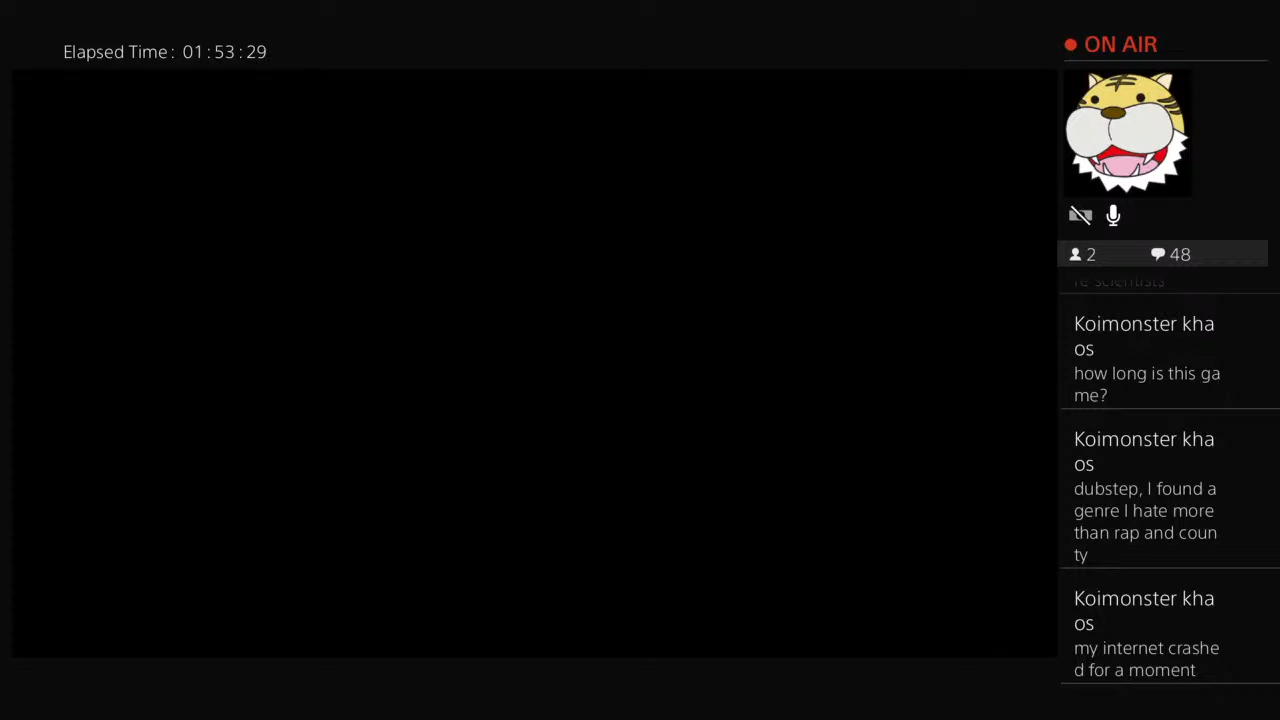 Elapsed Time: 01:53:29
ON AIR
2 48
re scientists
Koimonster kha
os
how long is this ga
me?
Koimonster kha
os
dubstep, I found a
genre I hate more
than rap and coun
ty
Koimonster kha
os
my internet crashe
d for a moment